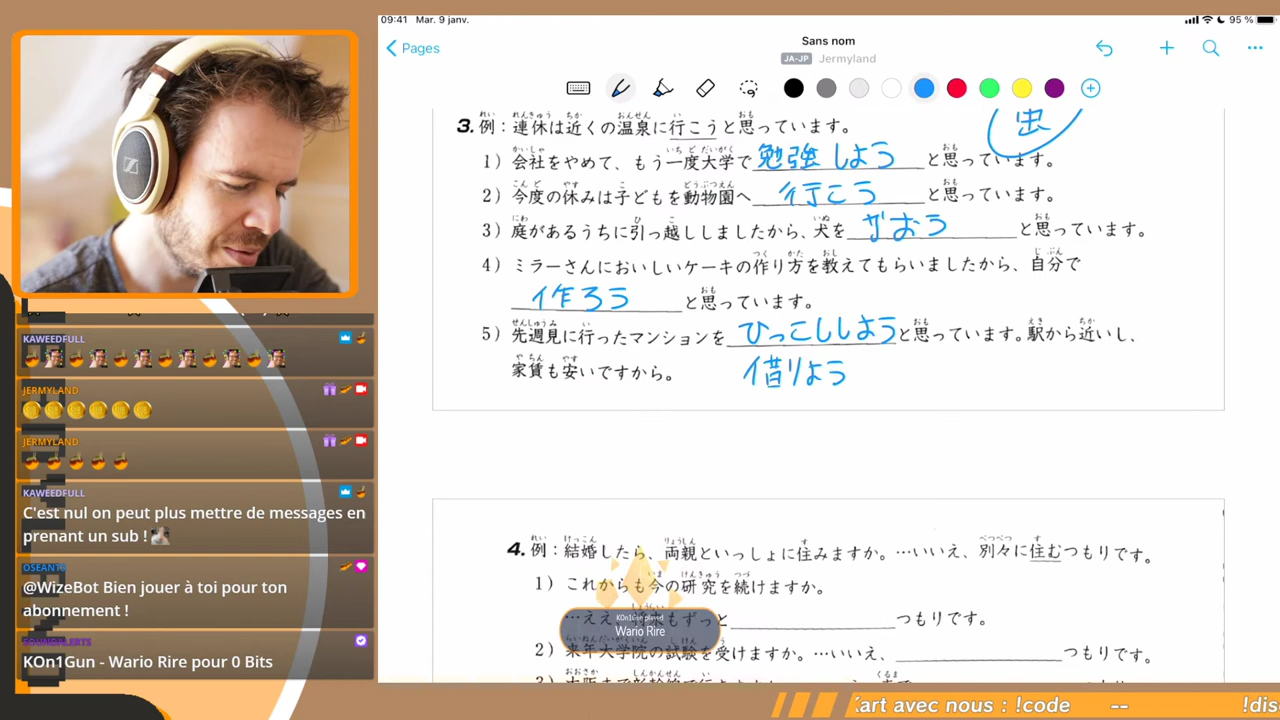 09:41 Mar. 9 janv.
95 %
Pages
Sans nom
JA-JP Jermyland
3. 例：連休は近くの温泉に行こうと思っています。
虫
1）会社をやめて、もう一度大学で 勉強しよう と思っています。
2）今度の休みは子どもを動物園へ 行こう と思っています。
3）庭があるうちに引っ越ししましたから、犬を と思っています。
4）ミラーさんにおいしいケーキの作り方を教えてもらいましたから、自分で
作ろう と思っています。
5）先週見に行ったマンションを ひっこししようと思っています。駅から近いし、
家賃も安いですから。
借りよう
4. 例：結婚したら、両親といっしょに住みますか。…いいえ、別々に住むつもりです。
1）これからも今の研究を続けますか。
…ええ、将来もずっと つもりです。
2）来年大学院の試験を受けますか。…いいえ、 つもりです。
KOn1Gun played
Wario Rire
KAWEEDFULL
JERMYLAND
JERMYLAND
KAWEEDFULL
C'est nul on peut plus mettre de messages en
prenant un sub !
OSEANTS
@WizeBot Bien jouer à toi pour ton
abonnement !
SOUNDALERTS
KOn1Gun - Wario Rire pour 0 Bits
Kart avec nous : !code -- !dis